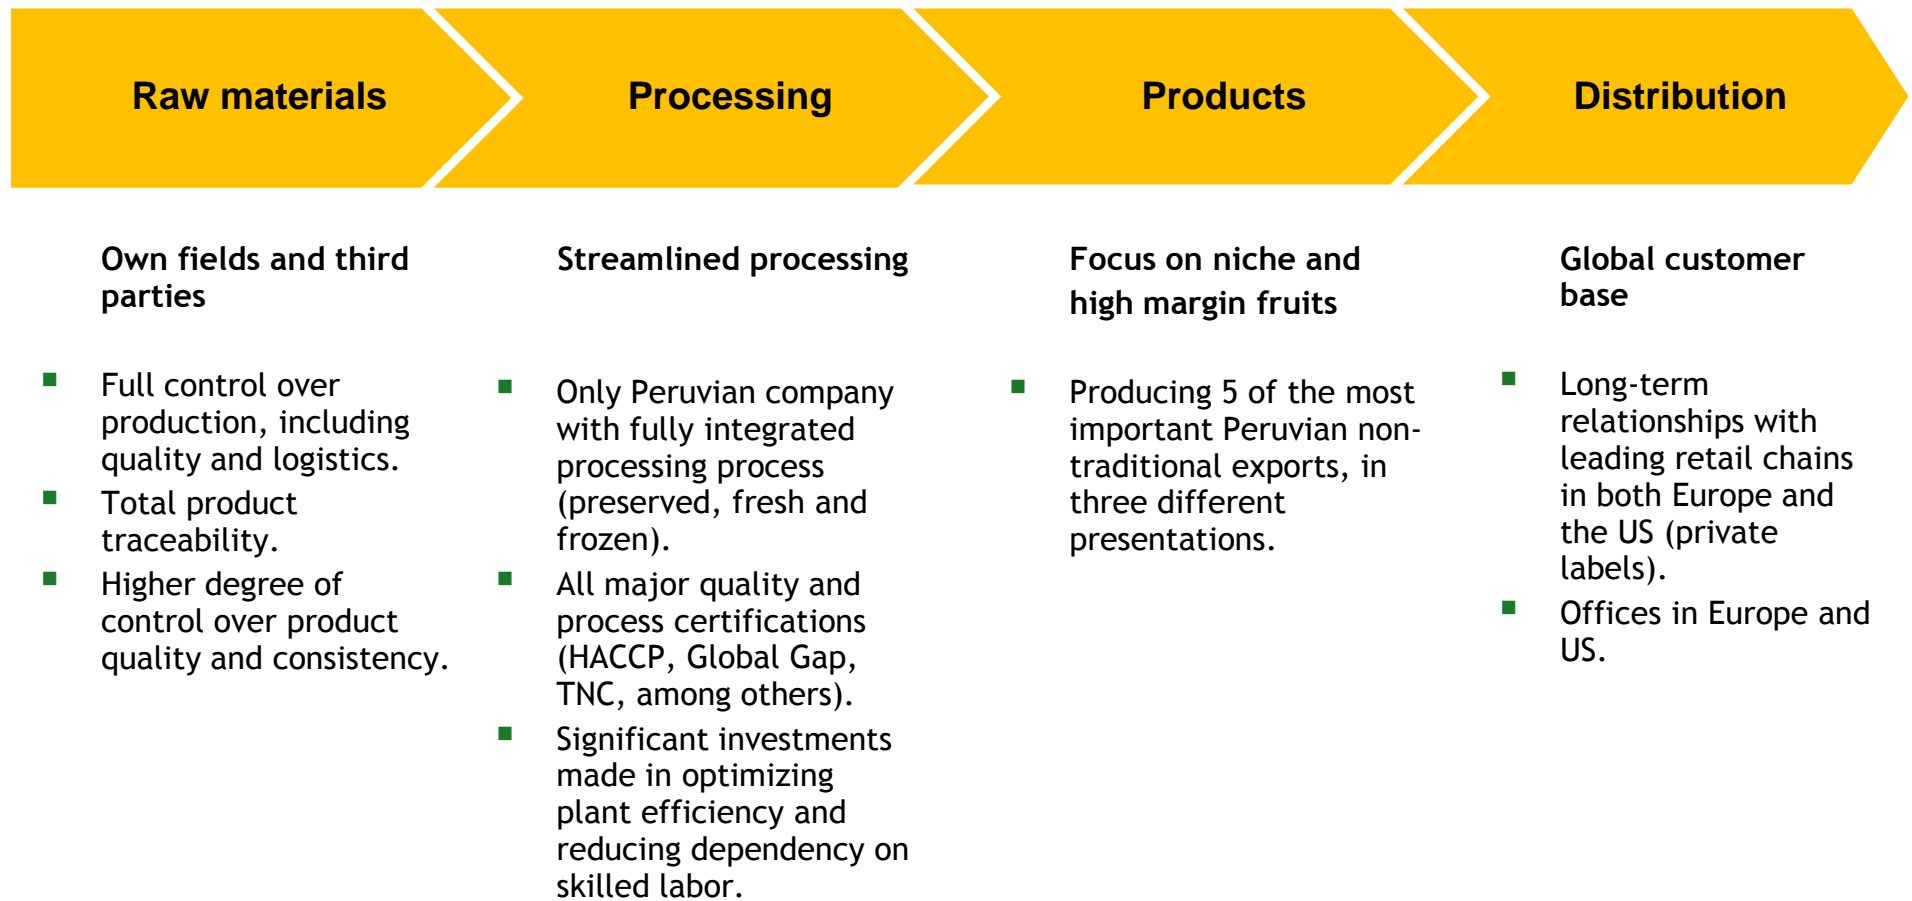 Raw materials
Processing
Products
Distribution
Own fields and third
parties
Full control over
production, including
quality and logistics.
Total product
traceability.
Higher degree of
control over product
quality and consistency.
Streamlined processing
Only Peruvian company
with fully integrated
processing process
(preserved, fresh and
frozen).
All major quality and
process certifications
(HACCP, Global Gap,
TNC, among others).
Significant investments
made in optimizing
plant efficiency and
reducing dependency on
skilled labor.
Focus on niche and
high margin fruits
Producing 5 of the most
important Peruvian non-
traditional exports, in
three different
presentations.
Global customer
base
Long-term
relationships with
leading retail chains
in both Europe and
the US (private
labels).
Offices in Europe and
US.